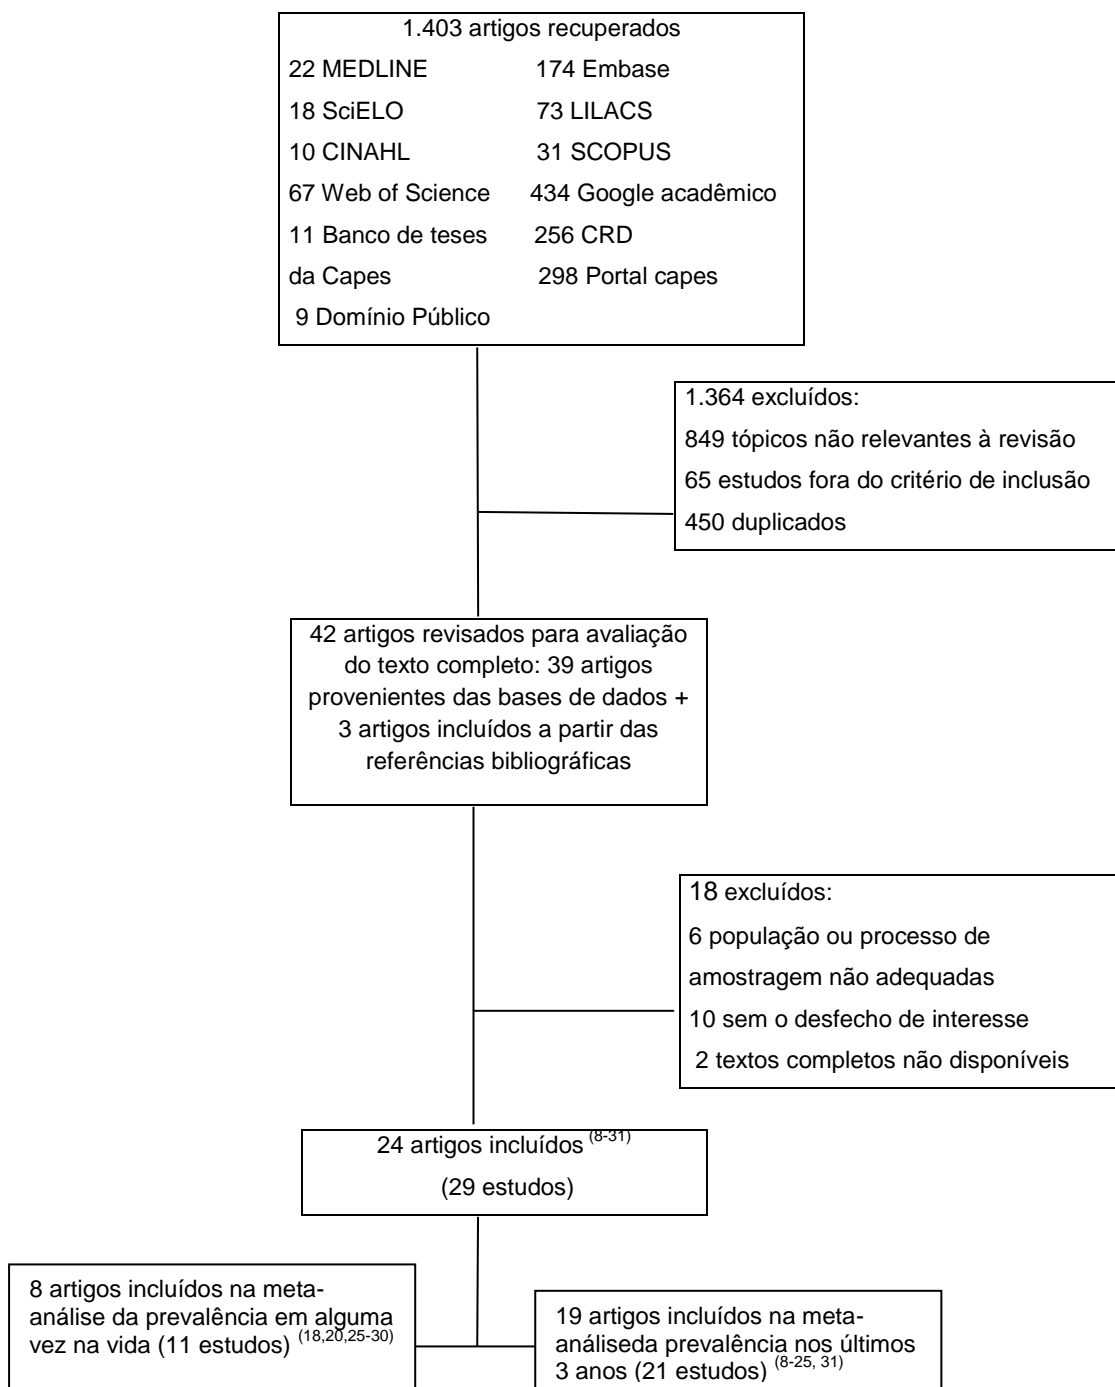 1.403 artigos recuperados
22 MEDLINE 174 Embase
18 SciELO 73 LILACS
10 CINAHL 31 SCOPUS
67 Web of Science 434 Google acadêmico
11 Banco de teses 256 CRD
da Capes 298 Portal capes
9 Domínio Público
1.364 excluídos:
849 tópicos não relevantes à revisão
65 estudos fora do critério de inclusão
450 duplicados
42 artigos revisados para avaliação
do texto completo: 39 artigos
provenientes das bases de dados +
3 artigos incluídos a partir das
referências bibliográficas
18 excluídos:
6 população ou processo de
amostragem não adequadas
10 sem o desfecho de interesse
2 textos completos não disponíveis
24 artigos incluídos (8-31)
(29 estudos)
8 artigos incluídos na meta-
análise da prevalência em alguma
vez na vida (11 estudos) (18,20,25-30)
19 artigos incluídos na meta-
análiseda prevalência nos últimos
3 anos (21 estudos) (8-25, 31)